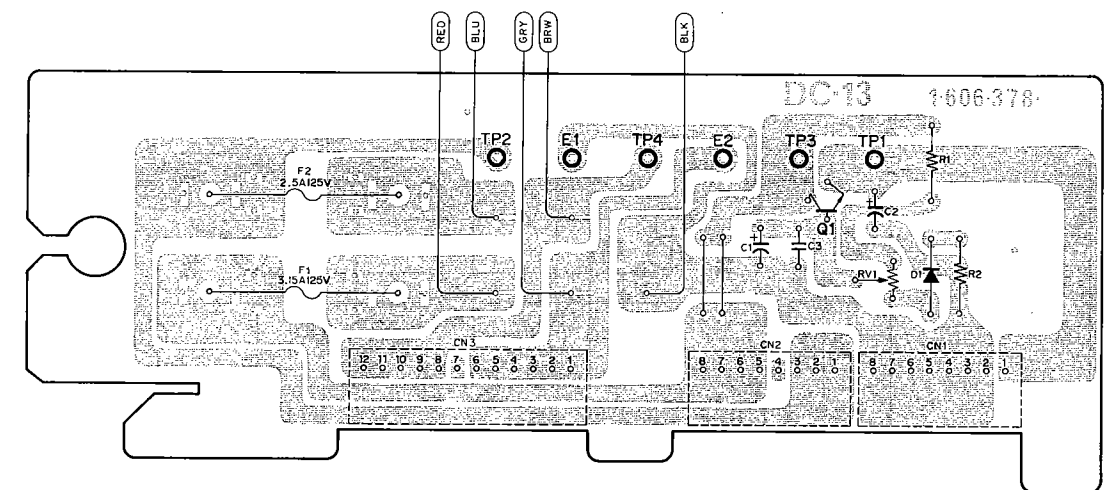 RED BLU GRY BRW BLK
DC-13 1-606-378-
TP2 E1 TP4 E2 TP3 TP1
R1
F2
2.5A125V
C2
Q1
C1 C3
F1
3.15A125V
RV1 D1 R2
CN3 CN2 CN1
12 11 10 9 8 7 6 5 4 3 2 1 8 7 6 5 4 3 2 1 8 7 6 5 4 3 2 1